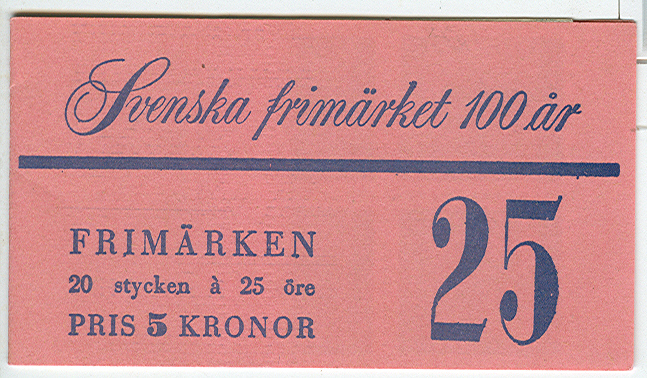 Svenska frimärket 100 år
FRIMÄRKEN
20 stycken à 25 öre
PRIS 5 KRONOR
25